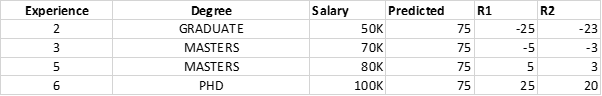 Experience Degree Salary Predicted R1 R2
2 GRADUATE 50K 75 -25 -23
3 MASTERS 70K 75 -5 -3
5 MASTERS 80K 75 5 3
6 PHD 100K 75 25 20